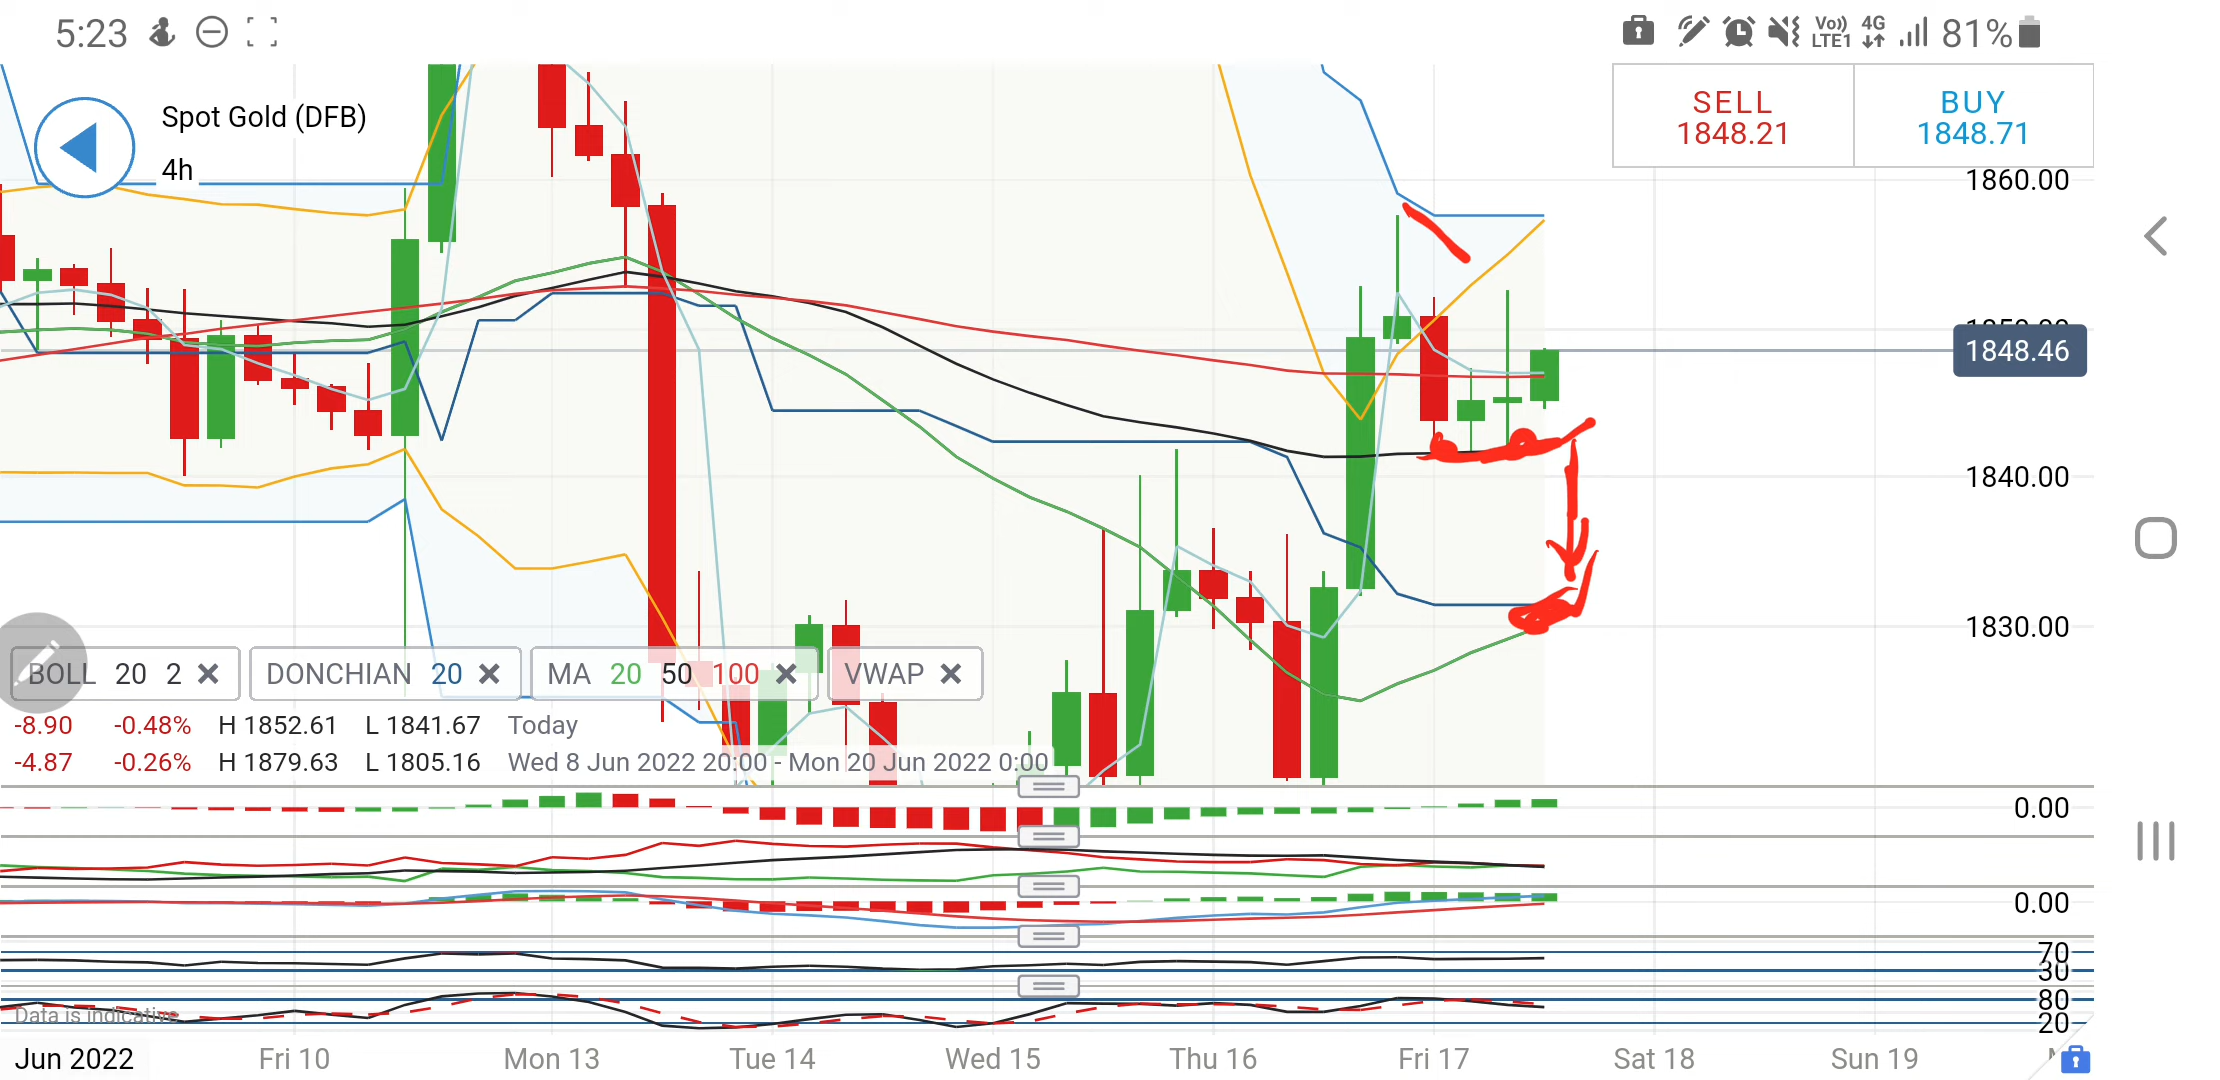 5:23
Vo)) LTE1 4G 81%
Spot Gold (DFB)
4h
SELL 1848.21
BUY 1848.71
1860.00
1848.46
1840.00
1830.00
BOLL 20 2 DONCHIAN 20 MA 20 50 100 VWAP
-8.90 -0.48% H 1852.61 L 1841.67 Today
-4.87 -0.26% H 1879.63 L 1805.16 Wed 8 Jun 2022 20:00 - Mon 20 Jun 2022 0:00
0.00
0.00
70
30
80
Data is indicative
20
Jun 2022 Fri 10 Mon 13 Tue 14 Wed 15 Thu 16 Fri 17 Sat 18 Sun 19